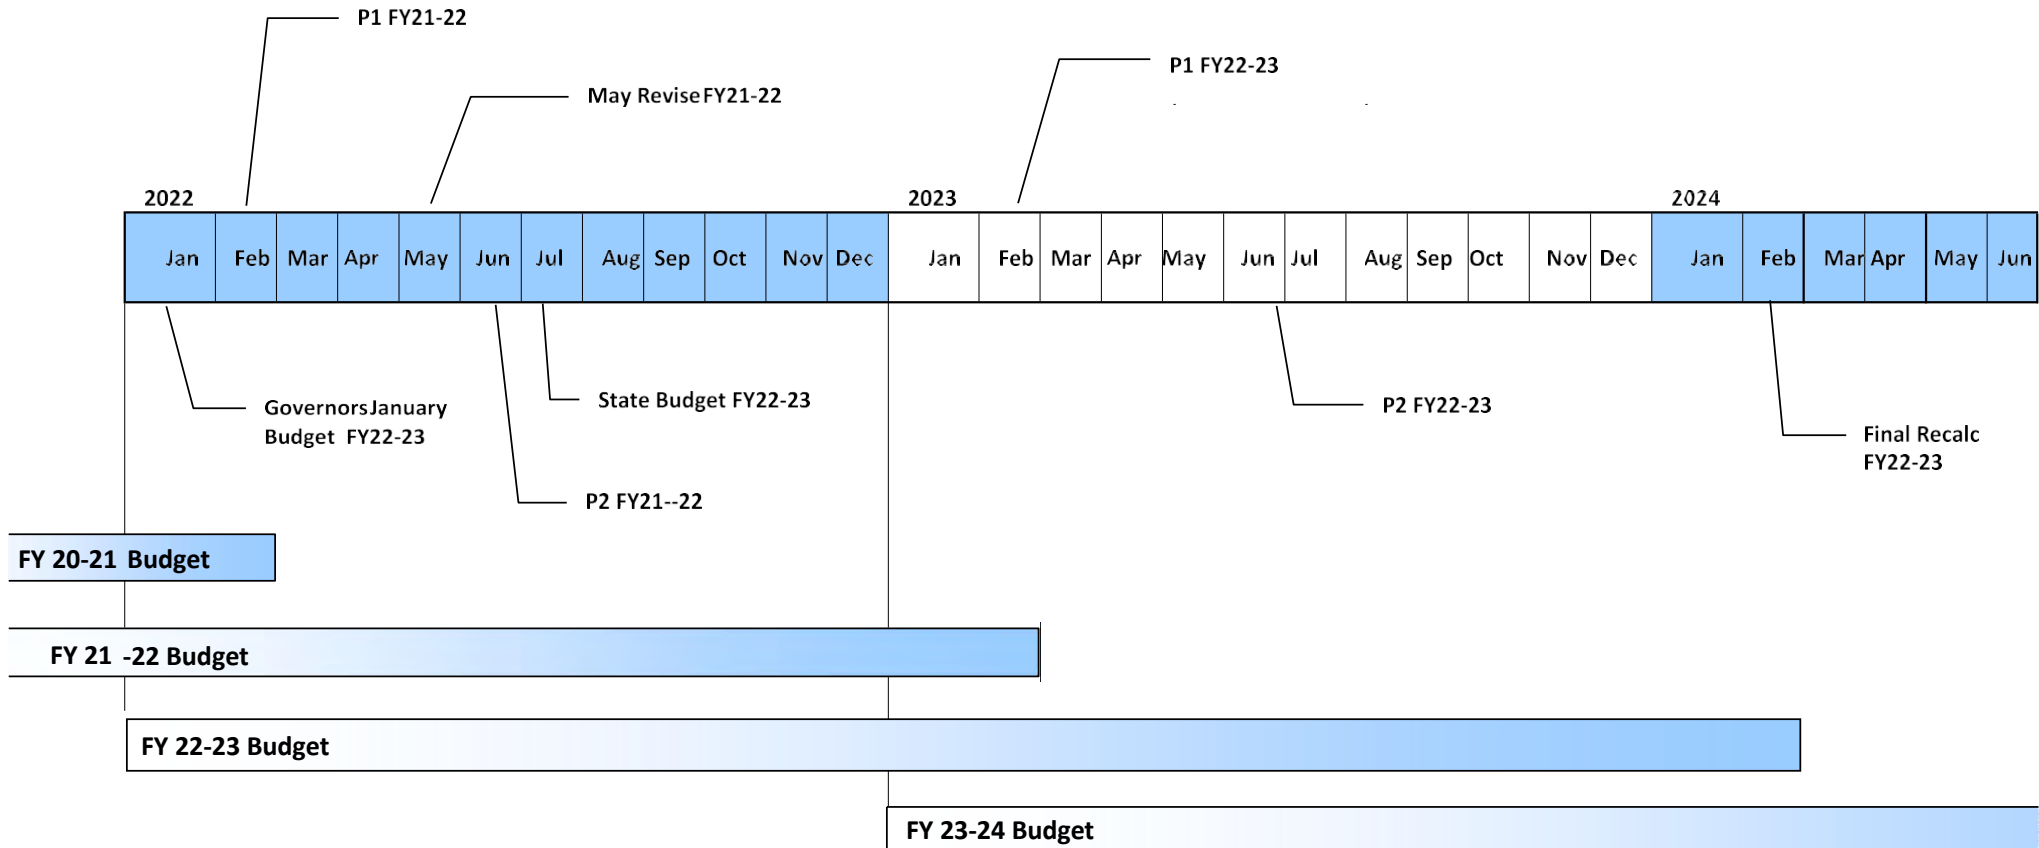 P1 FY21-22
P1 FY22-23
May Revise FY21-22
2022 2023 2024
Jan Feb Mar Apr May Jun Jul Aug Sep Oct Nov Dec Jan Feb Mar Apr May Jun Jul Aug Sep Oct Nov Dec Jan Feb Mar Apr May Jun
Governors January
Budget FY22-23
State Budget FY22-23
P2 FY22-23
Final Recalc
FY22-23
P2 FY21--22
FY 20-21 Budget
FY 21 -22 Budget
FY 22-23 Budget
FY 23-24 Budget